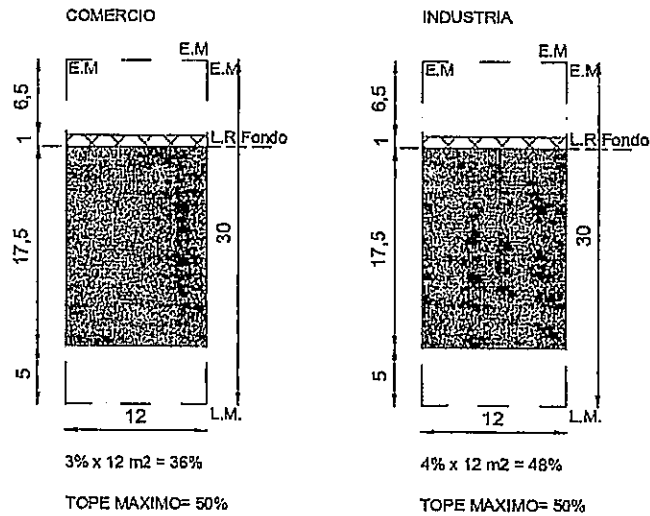 COMERCIO
E.M
E.M
E.M
6,5
1
L.R Fondo
17,5
30
5
12
L.M.
3% x 12 m2 = 36%
TOPE MAXIMO= 50%
INDUSTRIA
E.M
E.M
E.M
6,5
1
L.R Fondo
17,5
30
5
12
L.M.
4% x 12 m2 = 48%
TOPE MAXIMO= 50%